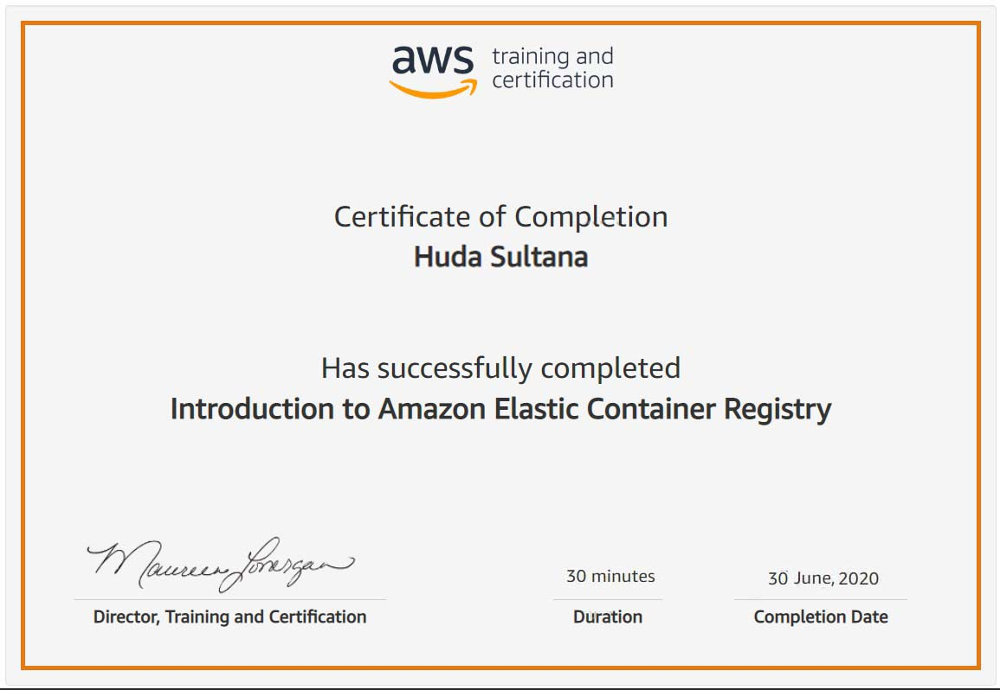 aws training and
certification
Certificate of Completion
Huda Sultana
Has successfully completed
Introduction to Amazon Elastic Container Registry
Maureen Lonergan
30 minutes
30 June, 2020
Director, Training and Certification
Duration
Completion Date